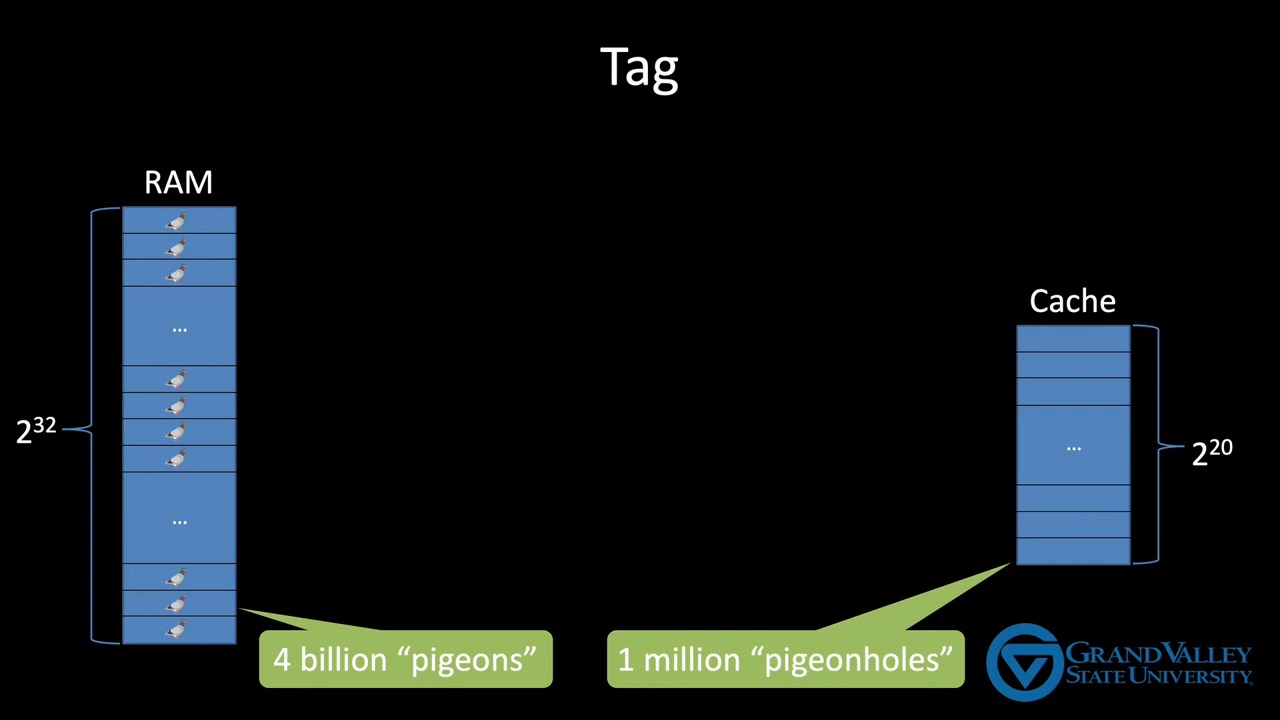 Tag
RAM
...
2³²
...
Cache
...
2²⁰
4 billion “pigeons”
1 million “pigeonholes”
GRAND VALLEY
STATE UNIVERSITY.